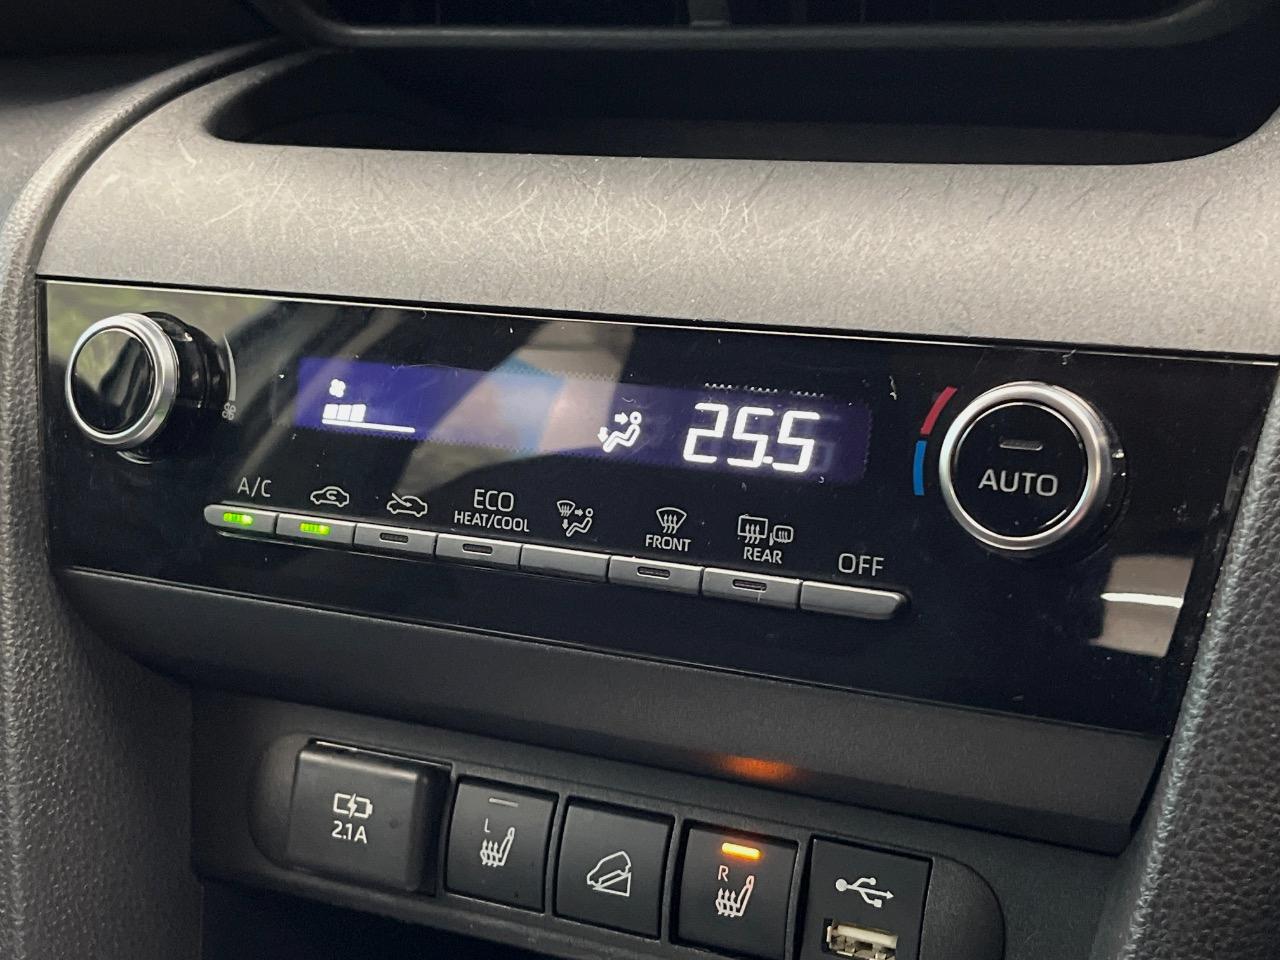 25.5
AUTO
A/C
ECO
HEAT/COOL
FRONT
REAR
OFF
2.1A
L
R